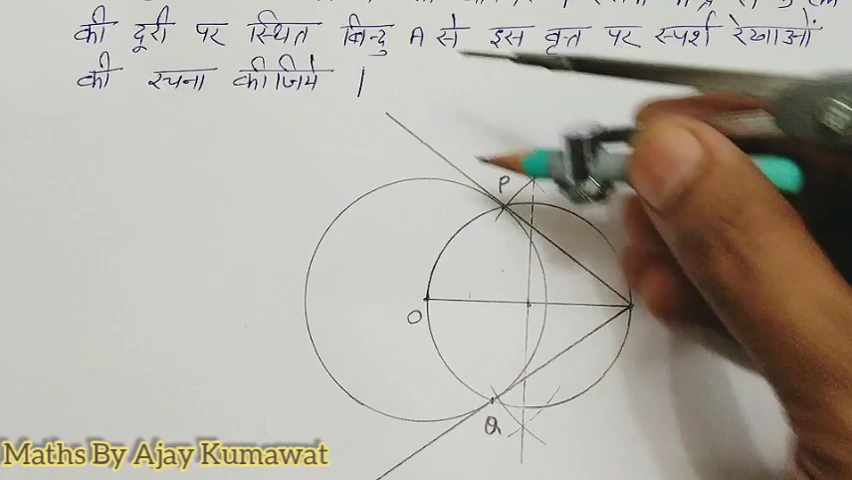 की दूरी पर स्थित बिन्दु A से इस वृत्त पर स्पर्श रेखाओं
की रचना कीजिये।
P
O
Q
Maths By Ajay Kumawat